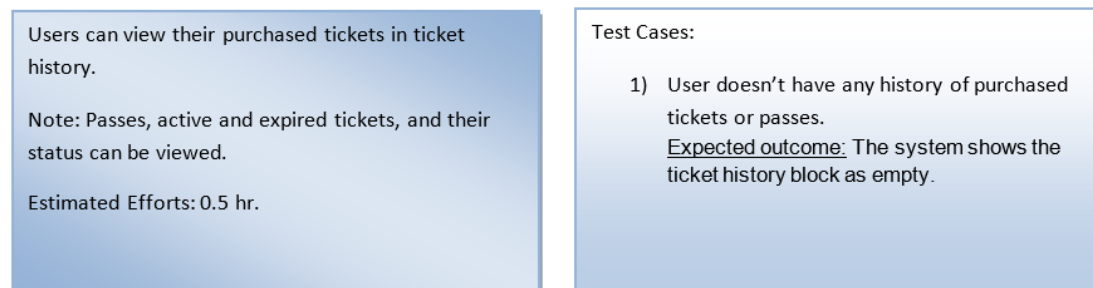 Users can view their purchased tickets in ticket
history.
Note: Passes, active and expired tickets, and their
status can be viewed.
Estimated Efforts: 0.5 hr.
Test Cases:
1) User doesn’t have any history of purchased
tickets or passes.
Expected outcome: The system shows the
ticket history block as empty.